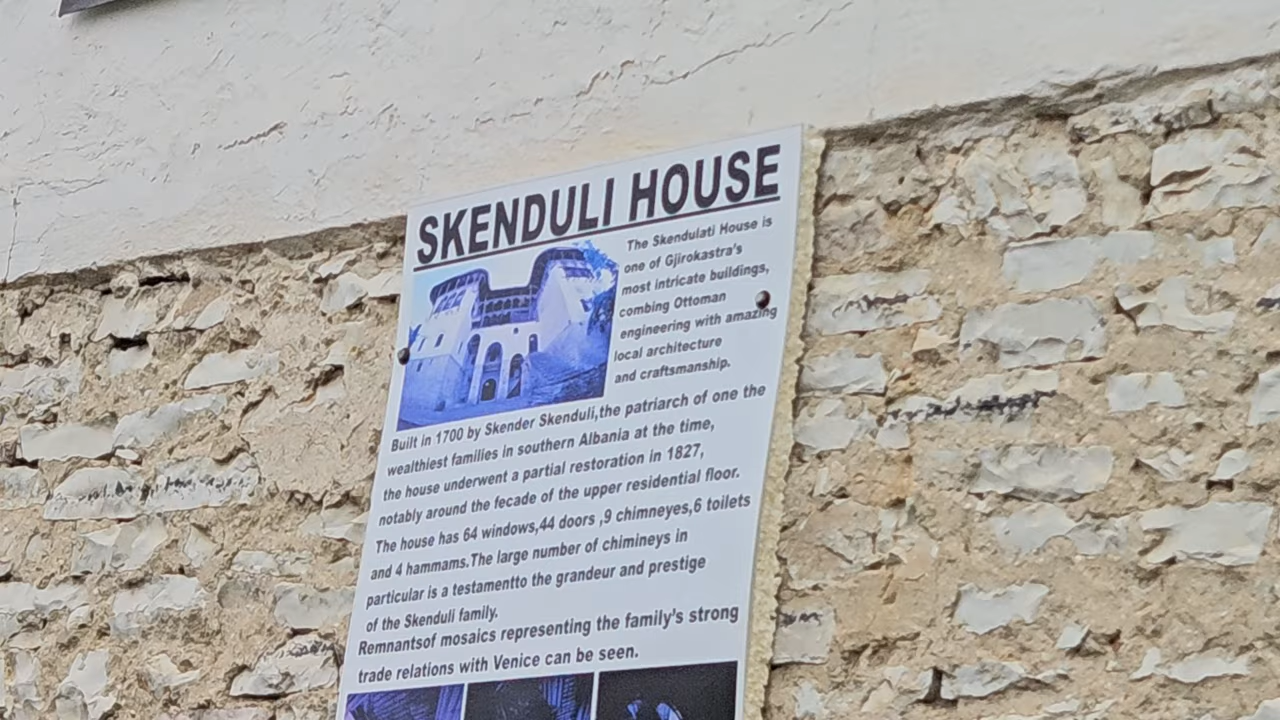 SKENDULI HOUSE
The Skendulati House is
one of Gjirokastra's
most intricate buildings,
combing Ottoman
engineering with amazing
local architecture
and craftsmanship.
Built in 1700 by Skender Skenduli,the patriarch of one the
wealthiest families in southern Albania at the time,
the house underwent a partial restoration in 1827,
notably around the fecade of the upper residential floor.
The house has 64 windows,44 doors ,9 chimneyes,6 toilets
and 4 hammams.The large number of chimineys in
particular is a testamentto the grandeur and prestige
of the Skenduli family.
Remnantsof mosaics representing the family's strong
trade relations with Venice can be seen.